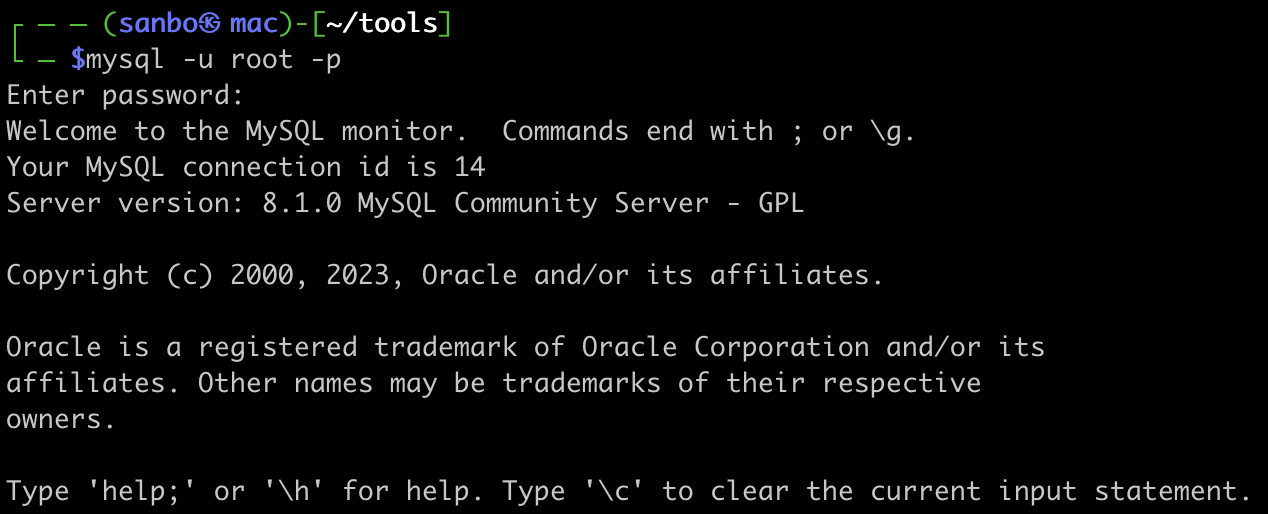 ┌ ─ ─ (sanbo㉿ mac)-[~/tools]
└ ─ $mysql -u root -p
Enter password:
Welcome to the MySQL monitor.  Commands end with ; or \g.
Your MySQL connection id is 14
Server version: 8.1.0 MySQL Community Server - GPL

Copyright (c) 2000, 2023, Oracle and/or its affiliates.

Oracle is a registered trademark of Oracle Corporation and/or its
affiliates. Other names may be trademarks of their respective
owners.

Type 'help;' or '\h' for help. Type '\c' to clear the current input statement.